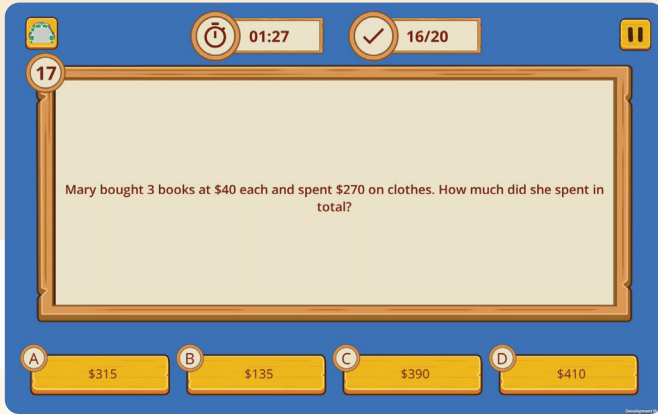 01:27
16/20
17
Mary bought 3 books at $40 each and spent $270 on clothes. How much did she spent in
total?
A
$315
B
$135
C
$390
D
$410
Development